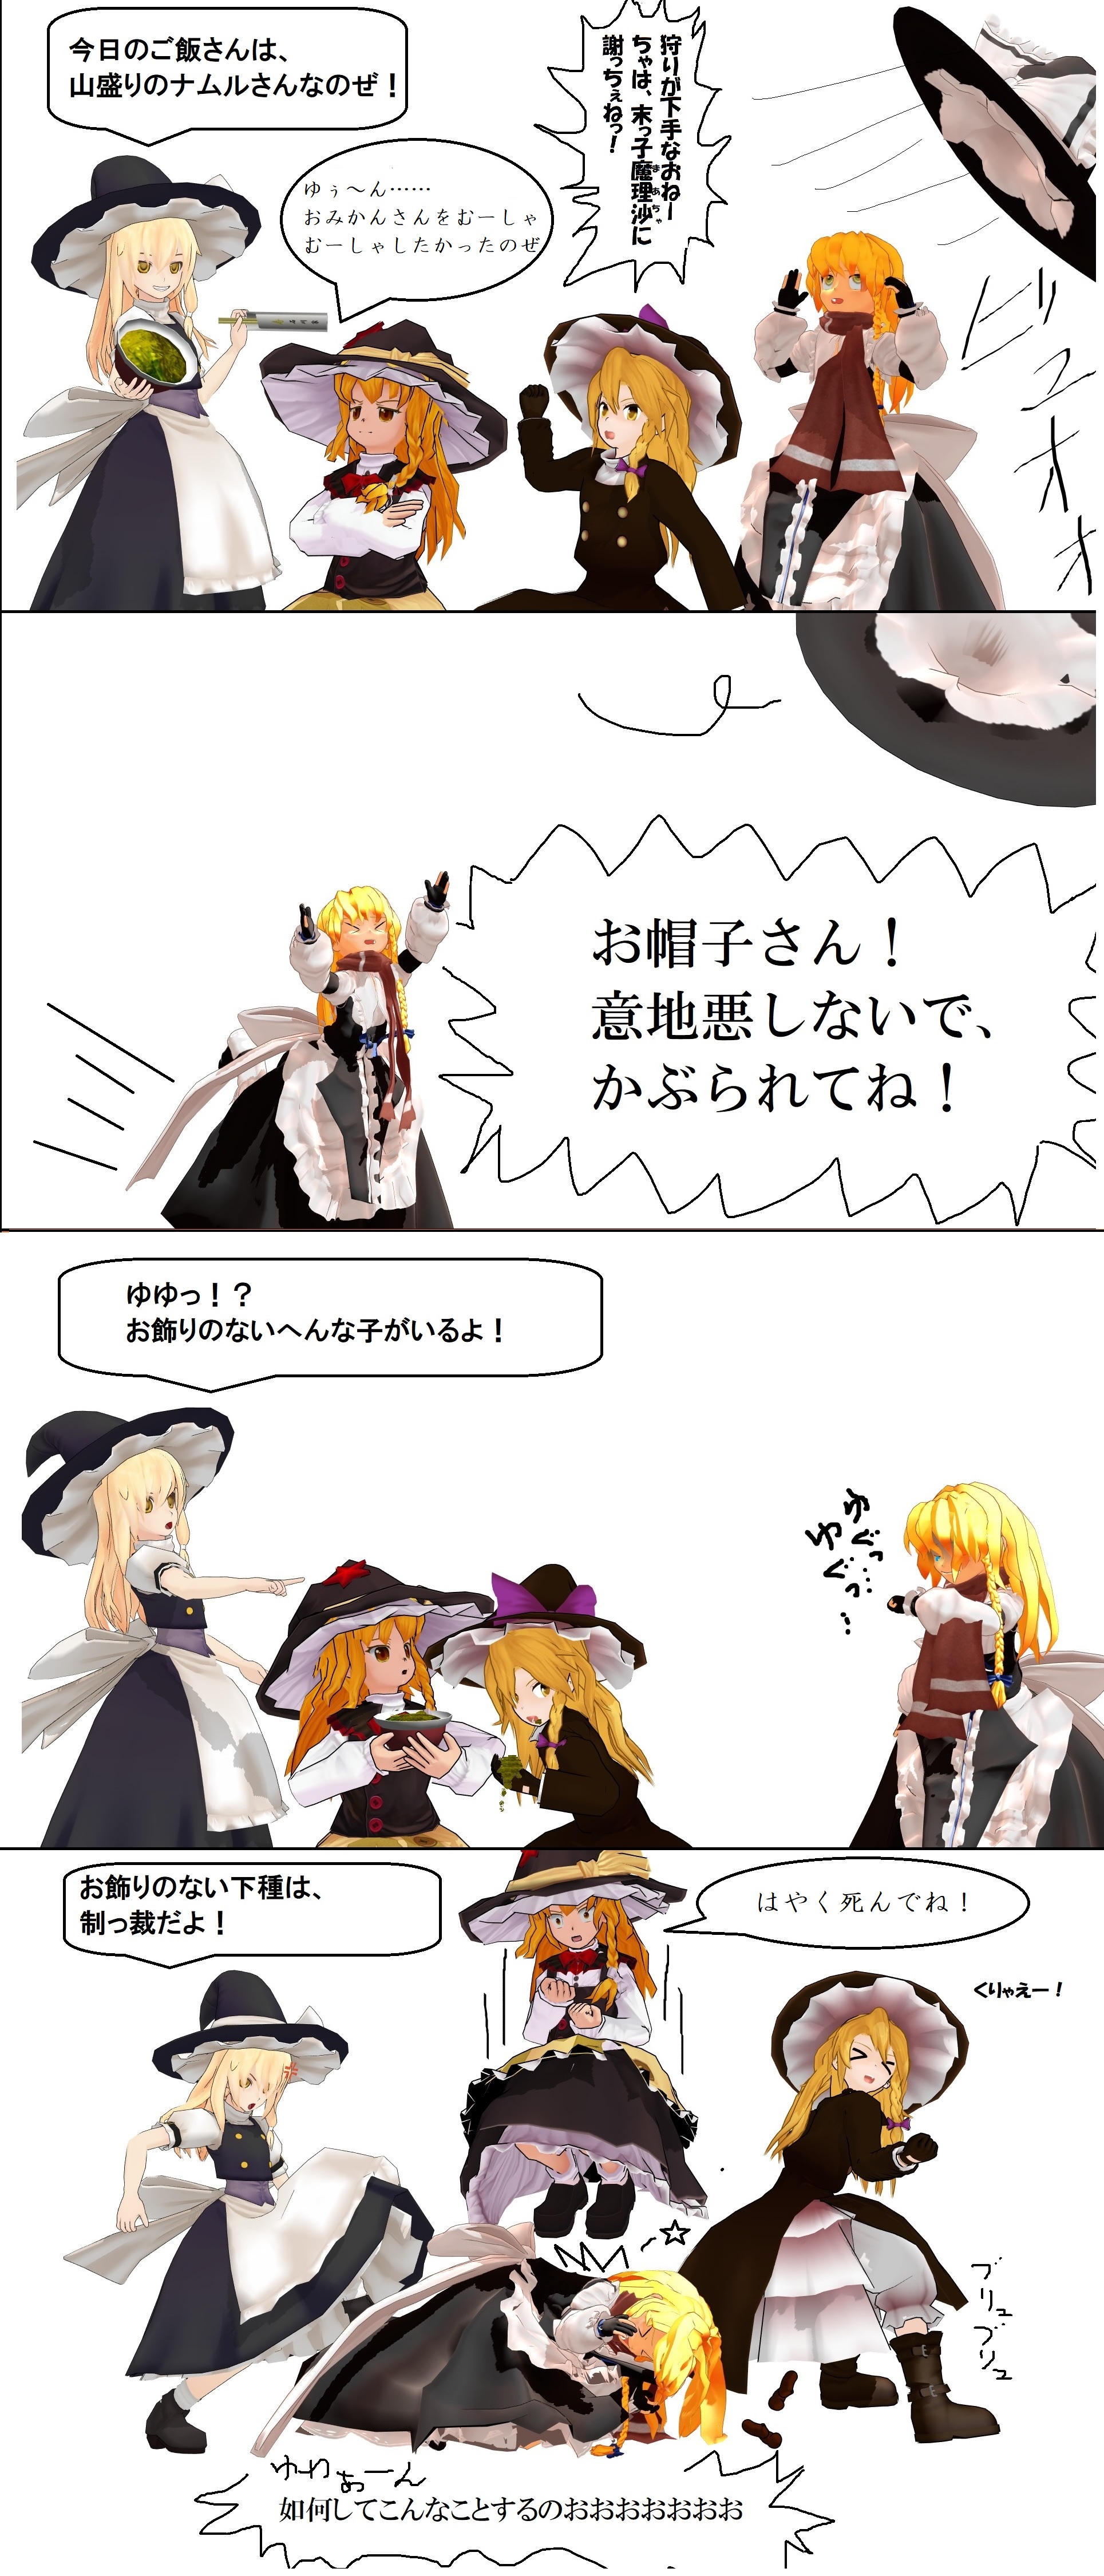 今日のご飯さんは、
山盛りのナムルさんなのぜ！
ゆぅ～ん……
おみかんさんをむーしゃ
むーしゃしたかったのぜ
狩りが下手なおねー
ちゃは、末っ子魔理沙に
まあちゃ
謝っちぇねっ！
ビュオオ
お帽子さん！
意地悪しないで、
かぶられてね！
ゆゆっ！？
お飾りのないへんな子がいるよ！
ゆぐっ…
ゆぐっ…
お飾りのない下種は、
制っ裁だよ！
はやく死んでね！
くりゃえー！
ブリュ
ブリュ
ゆわぁーん
如何してこんなことするのおおおおおおおお